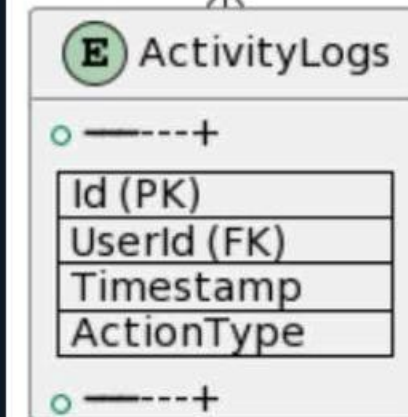 E ActivityLogs
———---+
Id (PK)
UserId (FK)
Timestamp
ActionType
———---+